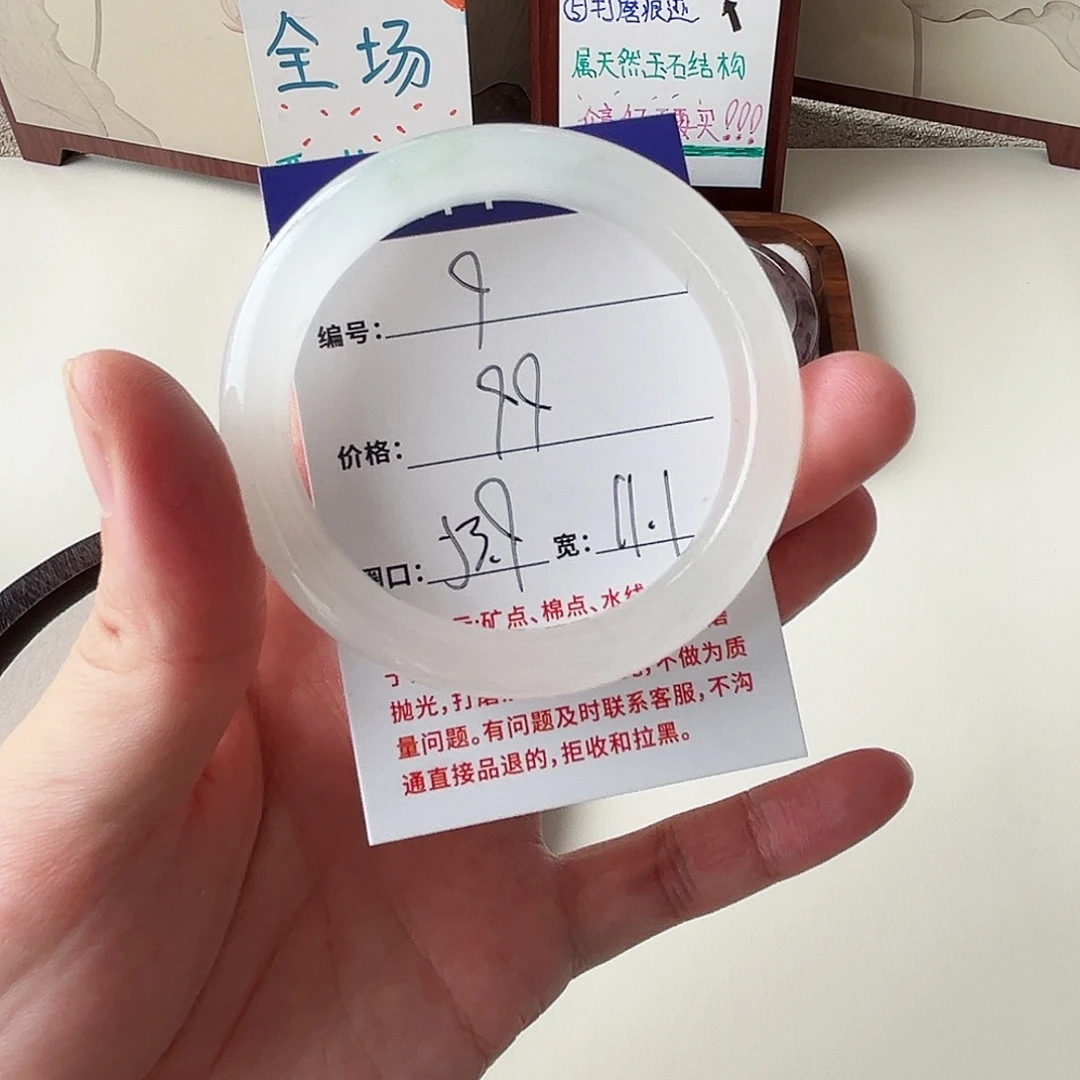 全场
⑤打磨痕迹
属天然玉石结构
买!!!
编号: 9
价格: 99
圈口: 53.9 宽: 11.1
矿点、棉点、水线
不做为质
抛光,打磨
量问题。有问题及时联系客服,不沟
通直接品退的,拒收和拉黑。